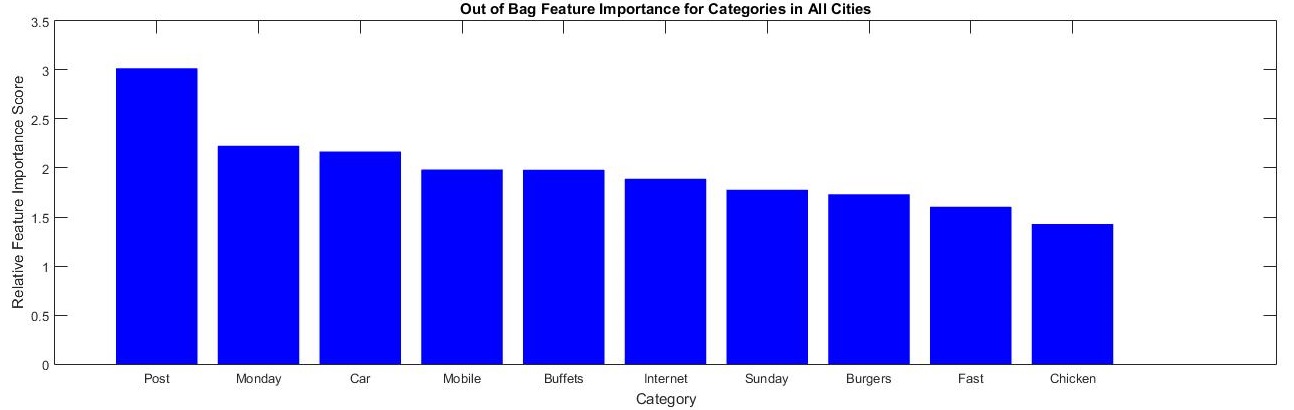 Out of Bag Feature Importance for Categories in All Cities
Relative Feature Importance Score
3.5
3
2.5
2
1.5
1
0.5
0
Post Monday Car Mobile Buffets Internet Sunday Burgers Fast Chicken
Category